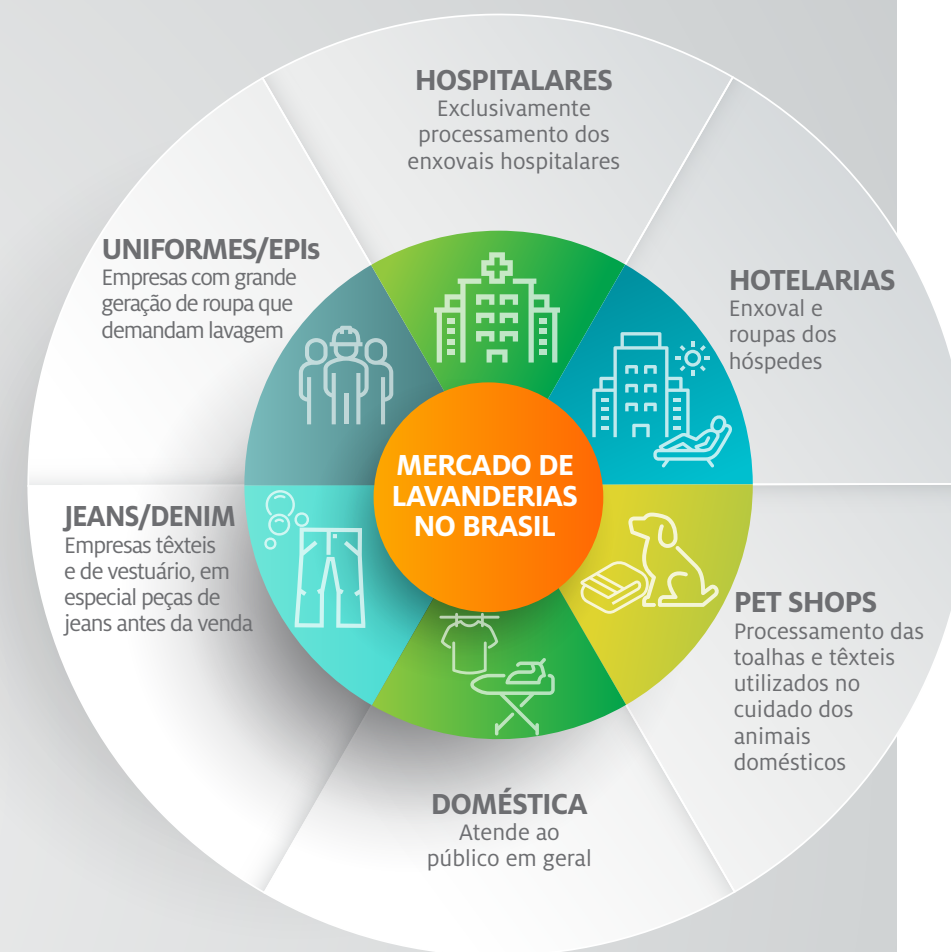 HOSPITALARES
Exclusivamente
processamento dos
enxovais hospitalares
UNIFORMES/EPIs
Empresas com grande
geração de roupa que
demandam lavagem
HOTELARIAS
Enxoval e
roupas dos
hóspedes
MERCADO DE
LAVANDERIAS
NO BRASIL
JEANS/DENIM
Empresas têxteis
e de vestuário, em
especial peças de
jeans antes da venda
PET SHOPS
Processamento das
toalhas e têxteis
utilizados no
cuidado dos
animais
domésticos
DOMÉSTICA
Atende ao
público em geral